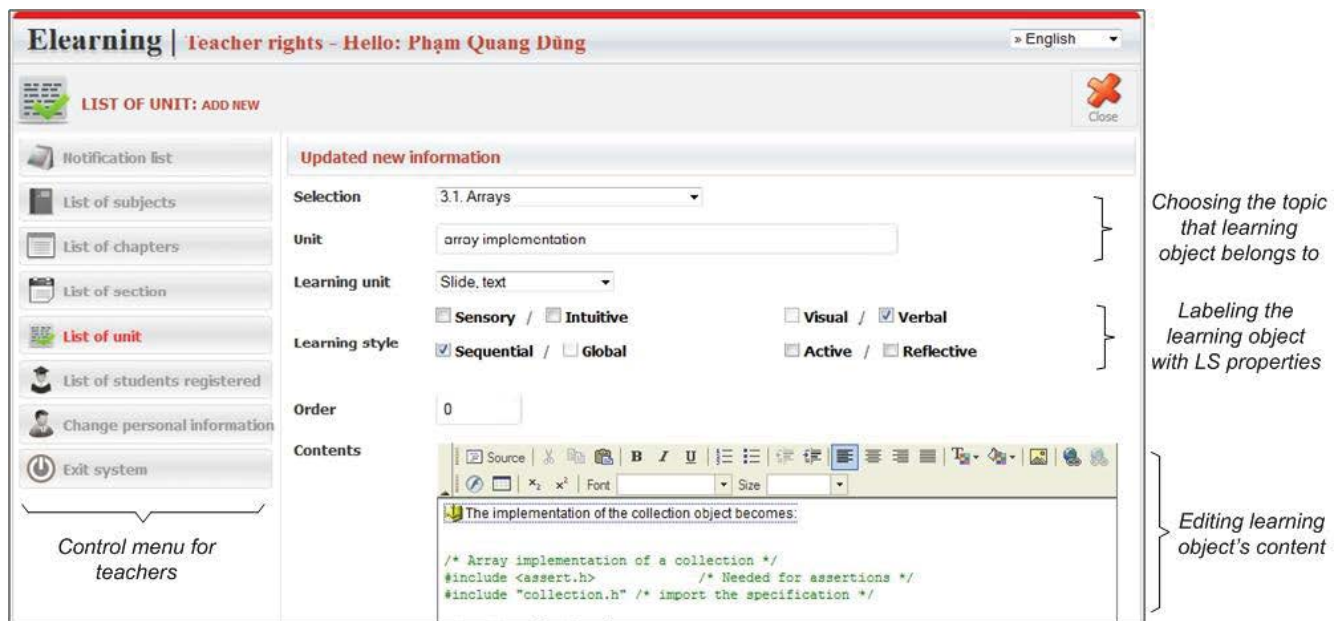 Elearning | Teacher rights - Hello: Phạm Quang Dũng
» English
LIST OF UNIT: ADD NEW
Close
Notification list
List of subjects
List of chapters
List of section
List of unit
List of students registered
Change personal information
Exit system
Control menu for
teachers
Updated new information
Selection 3.1. Arrays
Unit array implementation
Learning unit Slide, text
Learning style
Sensory / Intuitive Visual / Verbal
Sequential / Global Active / Reflective
Order 0
Contents
Source B I U
x₂ x² Font Size
The implementation of the collection object becomes:
/* Array implementation of a collection */
#include <assert.h> /* Needed for assertions */
#include "collection.h" /* import the specification */
Choosing the topic
that learning
object belongs to
Labeling the
learning object
with LS properties
Editing learning
object's content